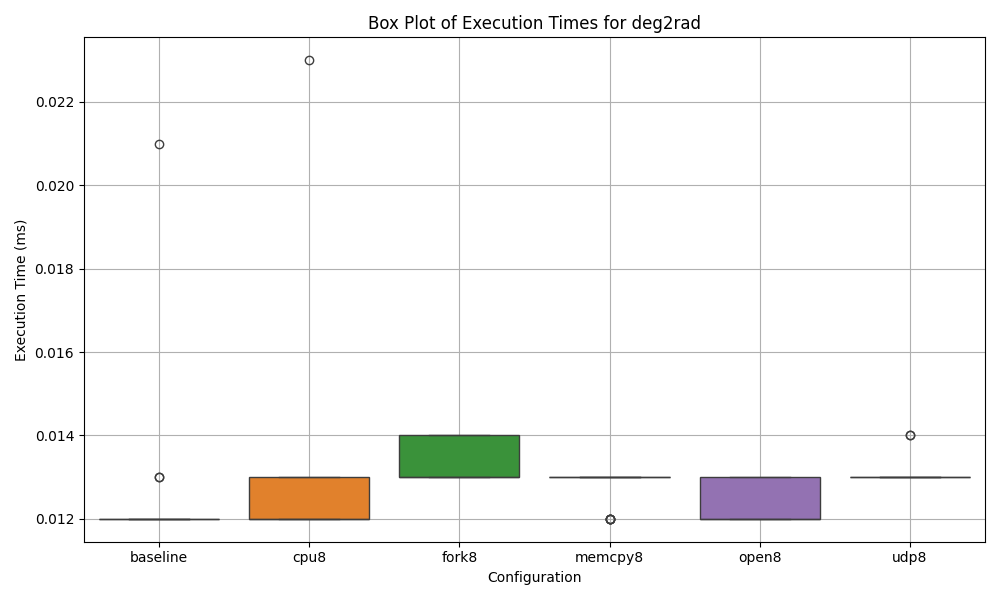 Box Plot of Execution Times for deg2rad
Execution Time (ms)
0.022
0.020
0.018
0.016
0.014
0.012
baseline cpu8 fork8 memcpy8 open8 udp8
Configuration